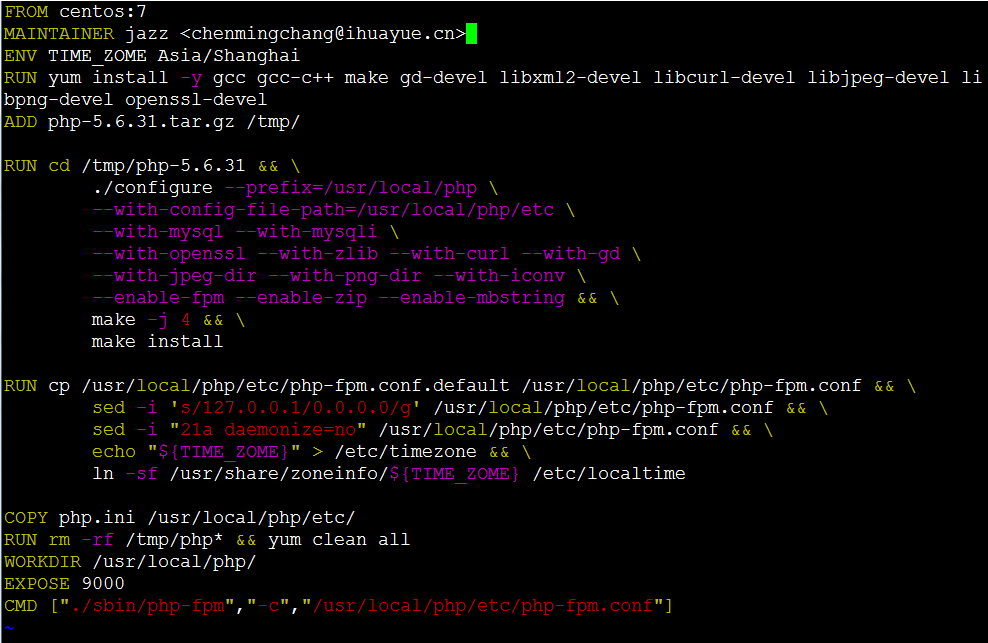 FROM centos:7
MAINTAINER jazz <chenmingchang@ihuayue.cn>
ENV TIME_ZOME Asia/Shanghai
RUN yum install -y gcc gcc-c++ make gd-devel libxml2-devel libcurl-devel libjpeg-devel li
bpng-devel openssl-devel
ADD php-5.6.31.tar.gz /tmp/
RUN cd /tmp/php-5.6.31 && \
./configure --prefix=/usr/local/php \
--with-config-file-path=/usr/local/php/etc \
--with-mysql --with-mysqli \
--with-openssl --with-zlib --with-curl --with-gd \
--with-jpeg-dir --with-png-dir --with-iconv \
--enable-fpm --enable-zip --enable-mbstring && \
make -j 4 && \
make install
RUN cp /usr/local/php/etc/php-fpm.conf.default /usr/local/php/etc/php-fpm.conf && \
sed -i 's/127.0.0.1/0.0.0.0/g' /usr/local/php/etc/php-fpm.conf && \
sed -i "21a daemonize=no" /usr/local/php/etc/php-fpm.conf && \
echo "${TIME_ZOME}" > /etc/timezone && \
ln -sf /usr/share/zoneinfo/${TIME_ZOME} /etc/localtime
COPY php.ini /usr/local/php/etc/
RUN rm -rf /tmp/php* && yum clean all
WORKDIR /usr/local/php/
EXPOSE 9000
CMD ["./sbin/php-fpm","-c","/usr/local/php/etc/php-fpm.conf"]
~